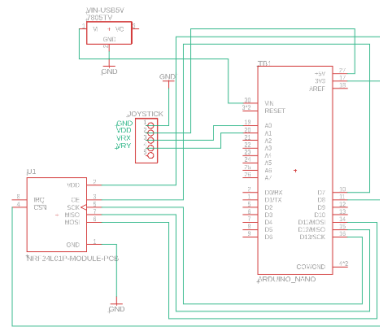 VIN-USB5V
7805TV
VI
VO
GND
GND
GND
JOYSTICK
GND
VDD
VRX
VRY
VIN
RESET
+5V
3V3
AREF
A0
A1
A2
A3
A4
A5
A6
A7
D0/RX
D1/TX
D2
D3
D4
D5
D6
D7
D8
D9
D10
D11/MOSI
D12/MISO
D13/SCK
COM/GND
ARDUINO_NANO
U1
IRQ
CSN
VDD
CE
SCK
MISO
MOSI
GND
NRF24L01P-MODULE-PCB
GND